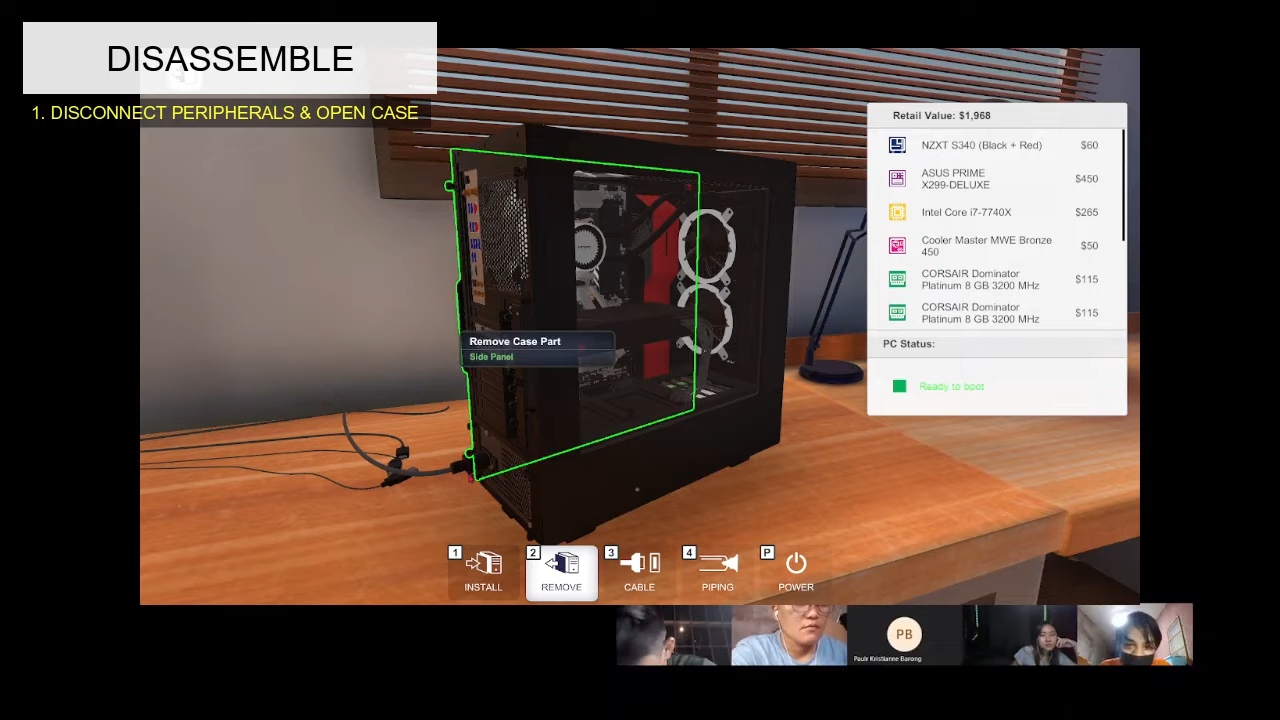 DISASSEMBLE
1. DISCONNECT PERIPHERALS & OPEN CASE
Retail Value: $1,968
NZXT S340 (Black + Red) $60
ASUS PRIME
X299-DELUXE $450
Intel Core i7-7740X $265
Cooler Master MWE Bronze
450 $50
CORSAIR Dominator
Platinum 8 GB 3200 MHz $115
CORSAIR Dominator
Platinum 8 GB 3200 MHz $115
PC Status:
Ready to boot
Remove Case Part
Side Panel
1 INSTALL
2 REMOVE
3 CABLE
4 PIPING
P POWER
PB
Paulr Kristianne Barong